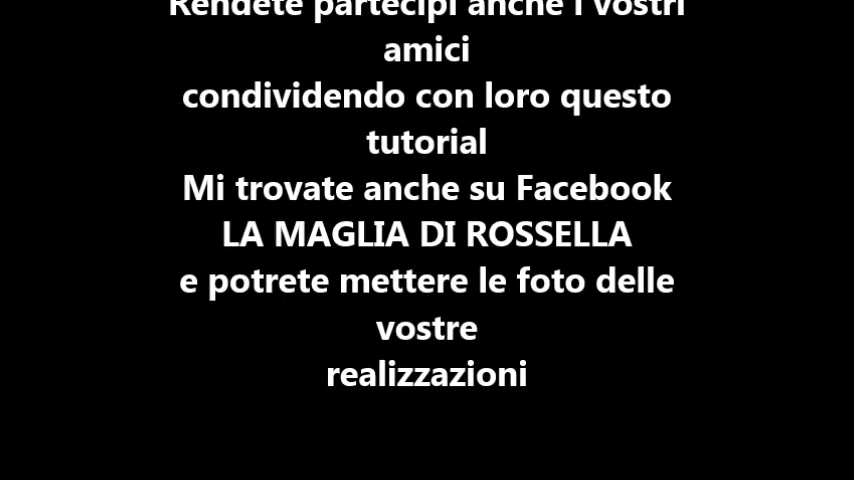 Rendete partecipi anche i vostri
amici
condividendo con loro questo
tutorial
Mi trovate anche su Facebook
LA MAGLIA DI ROSSELLA
e potrete mettere le foto delle
vostre
realizzazioni